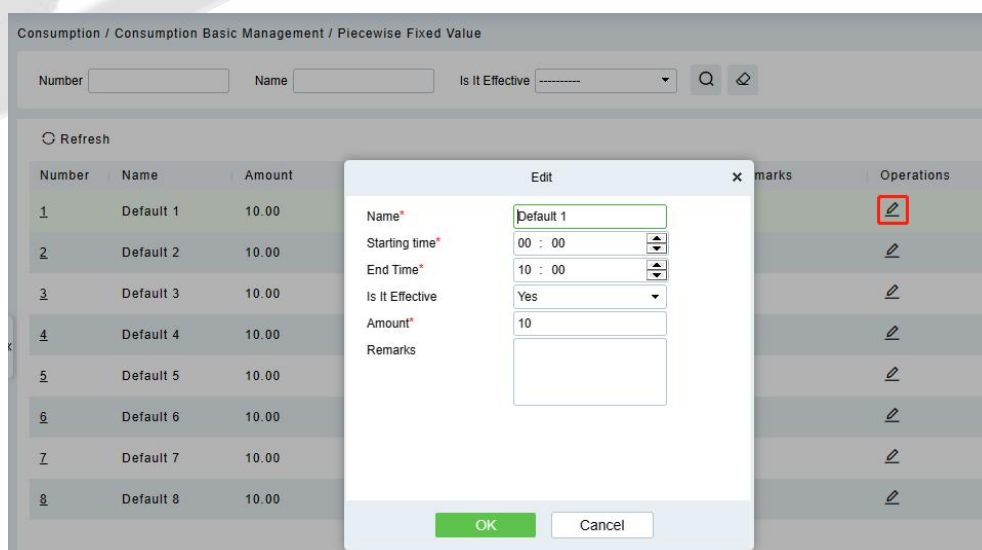 Consumption / Consumption Basic Management / Piecewise Fixed Value
Number Name Is It Effective ----------
Refresh
Number Name Amount marks Operations
Edit
1 Default 1 10.00
2 Default 2 10.00
3 Default 3 10.00
4 Default 4 10.00
5 Default 5 10.00
6 Default 6 10.00
7 Default 7 10.00
8 Default 8 10.00
Name* Default 1
Starting time* 00 : 00
End Time* 10 : 00
Is It Effective Yes
Amount* 10
Remarks
OK Cancel